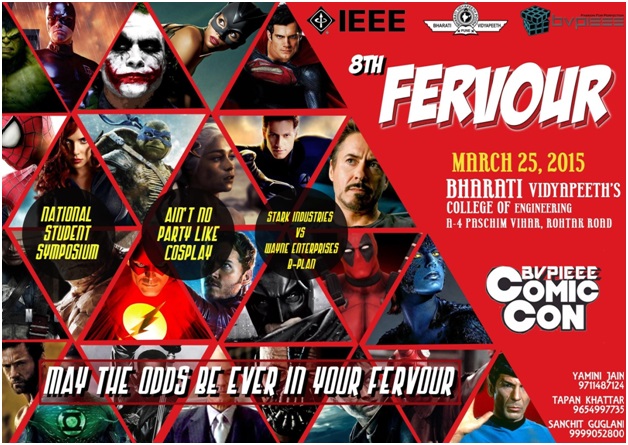 IEEE
BHARATI VIDYAPEETH
PUNE
bvpieee
8TH
FERVOUR
MARCH 25, 2015
BHARATI VIDYAPEETH'S
COLLEGE OF ENGINEERING
A-4 PASCHIM VIHAR, ROHTAK ROAD
NATIONAL
STUDENT
SYMPOSIUM
AIN'T NO
PARTY LIKE
COSPLAY
STARK INDUSTRIES
VS
WAYNE ENTERPRISES
A-PLAN
BVPIEEE
COMIC
CON
MAY THE ODDS BE EVER IN YOUR FERVOUR
YAMINI JAIN
9711487124
TAPAN KHATTAR
9654997735
SANCHIT GUGLANI
9999052800